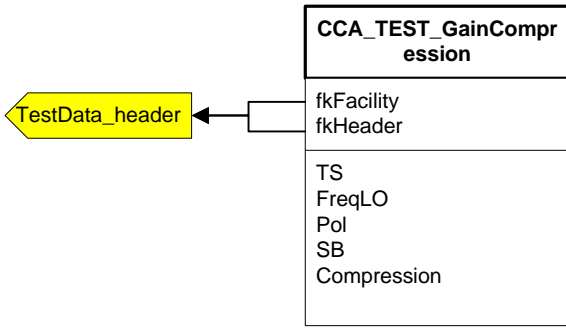 CCA_TEST_GainCompr
ession
TestData_header
fkFacility
fkHeader
TS
FreqLO
Pol
SB
Compression